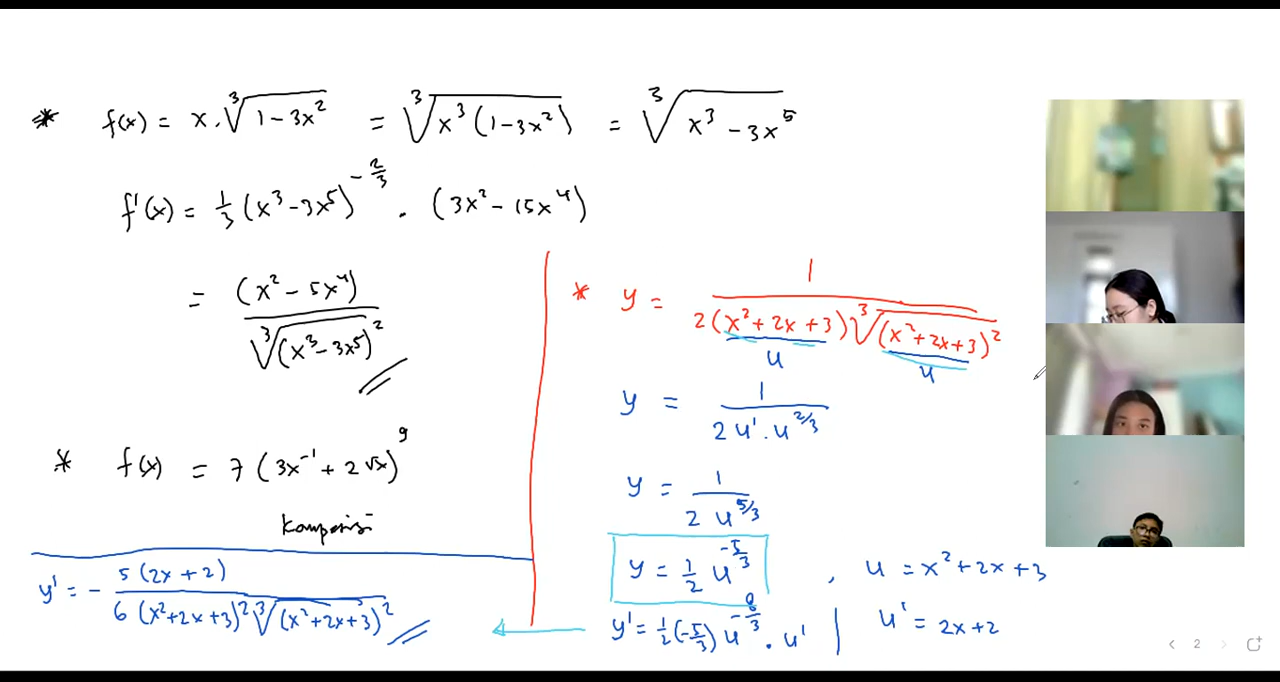 * f(x) = x . ∛(1 – 3x²) = ∛(x³ (1 – 3x²)) = ∛(x³ – 3x⁵)
f'(x) = 1/3 (x³ – 3x⁵)^(–2/3) . (3x² – 15x⁴)
= (x² – 5x⁴) / ∛((x³ – 3x⁵)²)
* f(x) = 7 (3x⁻¹ + 2√x)⁹
* y = 1 / (2(x² + 2x + 3) ∛((x² + 2x + 3)²))
u u
y = 1 / (2 u¹ . u^(2/3))
y = 1 / (2 u^(5/3))
y = 1/2 u^(–5/3) , u = x² + 2x + 3
y' = 1/2 (–5/3) u^(–8/3) . u' | u' = 2x + 2
y' = – 5 (2x + 2) / (6 (x² + 2x + 3)² ∛((x² + 2x + 3)²))
2